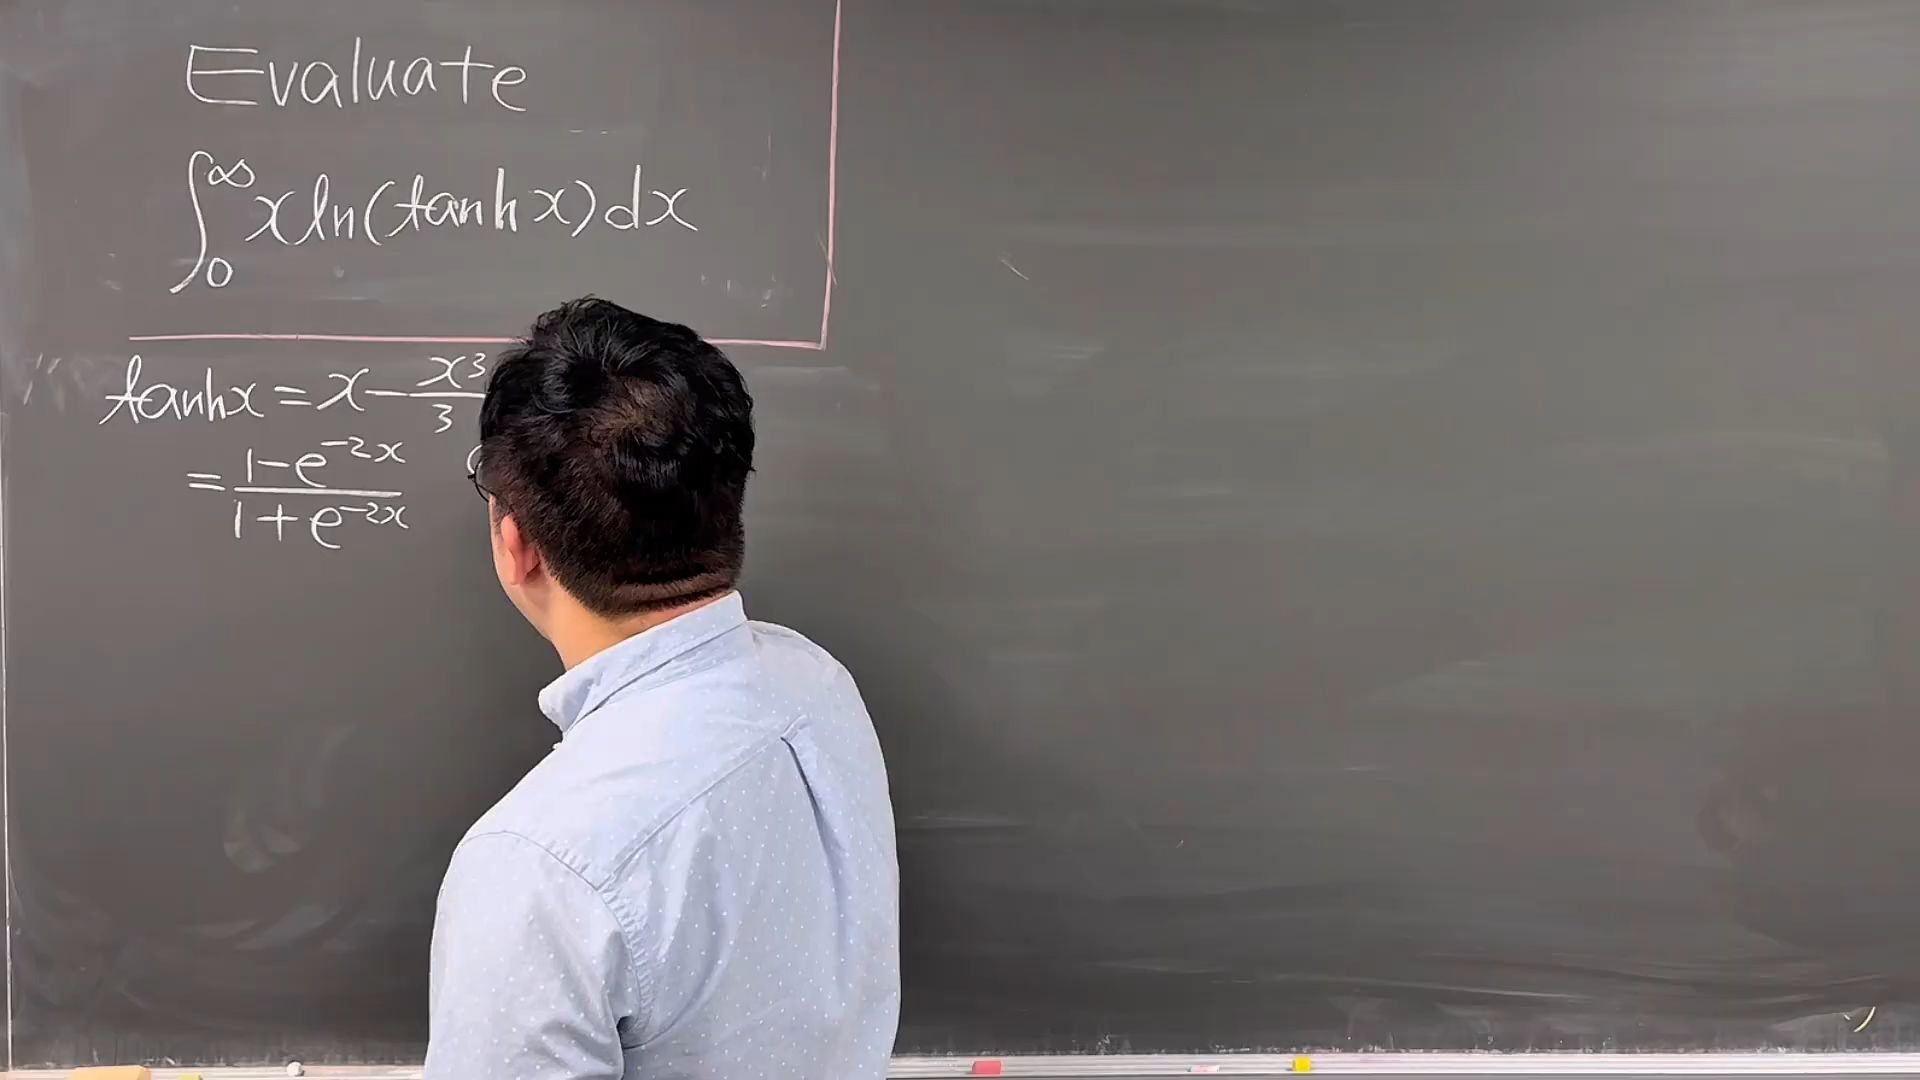 Evaluate
∫₀^∞ x ln(tanh x) dx
tanh x = x - x³/3
= (1-e^(-2x))/(1+e^(-2x))